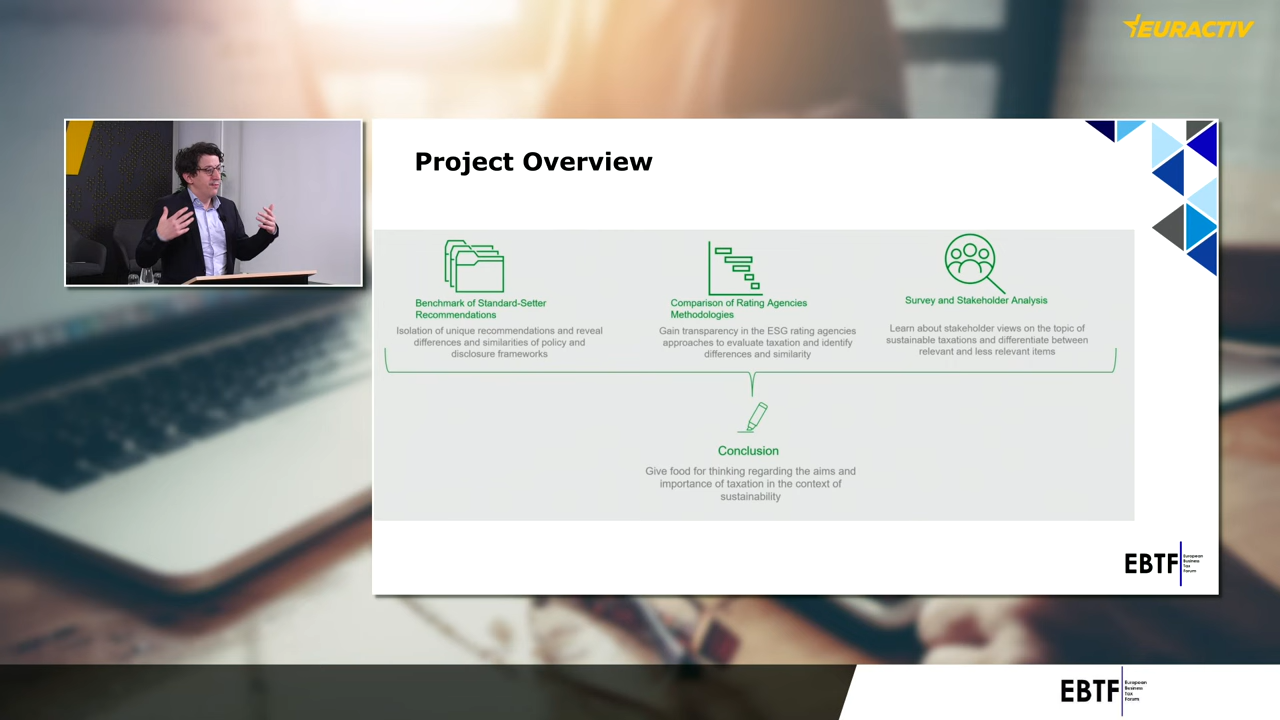 EURACTIV
Project Overview
Benchmark of Standard-Setter
Recommendations
Isolation of unique recommendations and reveal
differences and similarities of policy and
disclosure frameworks
Comparison of Rating Agencies
Methodologies
Gain transparency in the ESG rating agencies
approaches to evaluate taxation and identify
differences and similarity
Survey and Stakeholder Analysis
Learn about stakeholder views on the topic of
sustainable taxations and differentiate between
relevant and less relevant items
Conclusion
Give food for thinking regarding the aims and
importance of taxation in the context of
sustainability
EBTF
European
Business
Tax
Forum
EBTF
European
Business
Tax
Forum